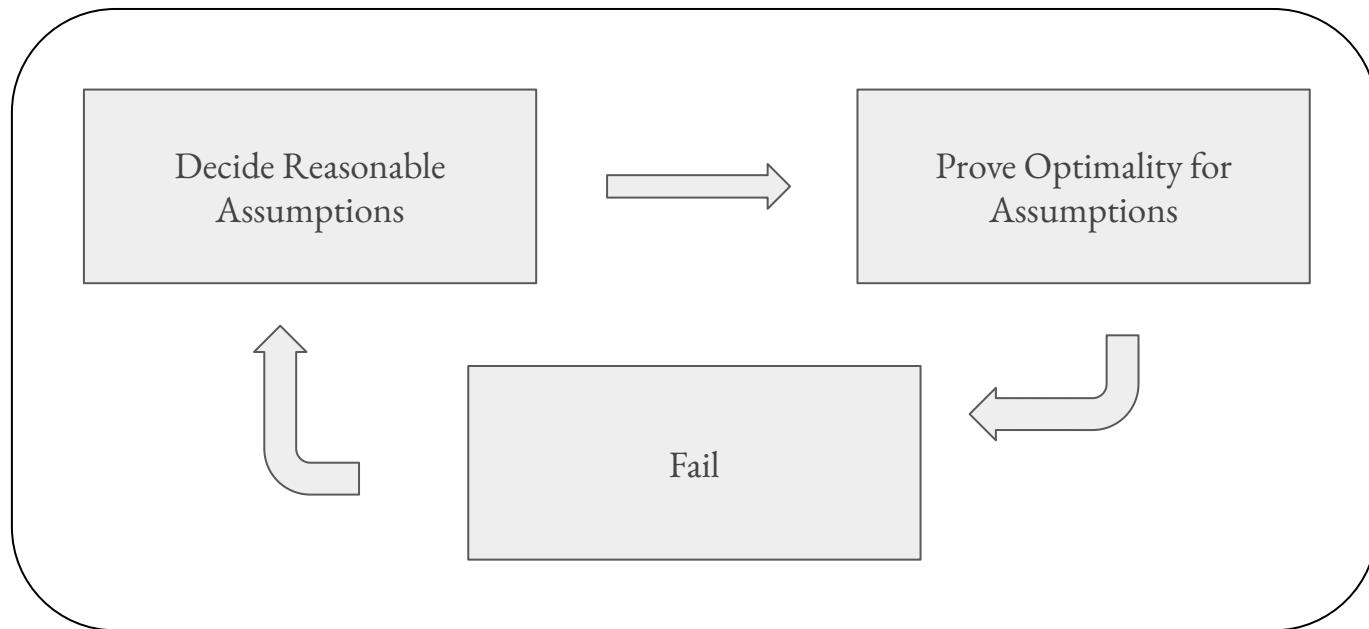 Decide Reasonable
Assumptions
Prove Optimality for
Assumptions
Fail